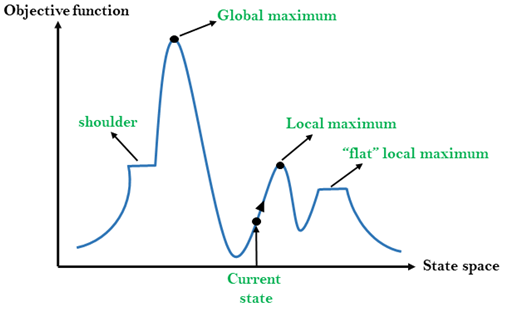 Objective function
Global maximum
shoulder
Local maximum
“flat” local maximum
State space
Current
state